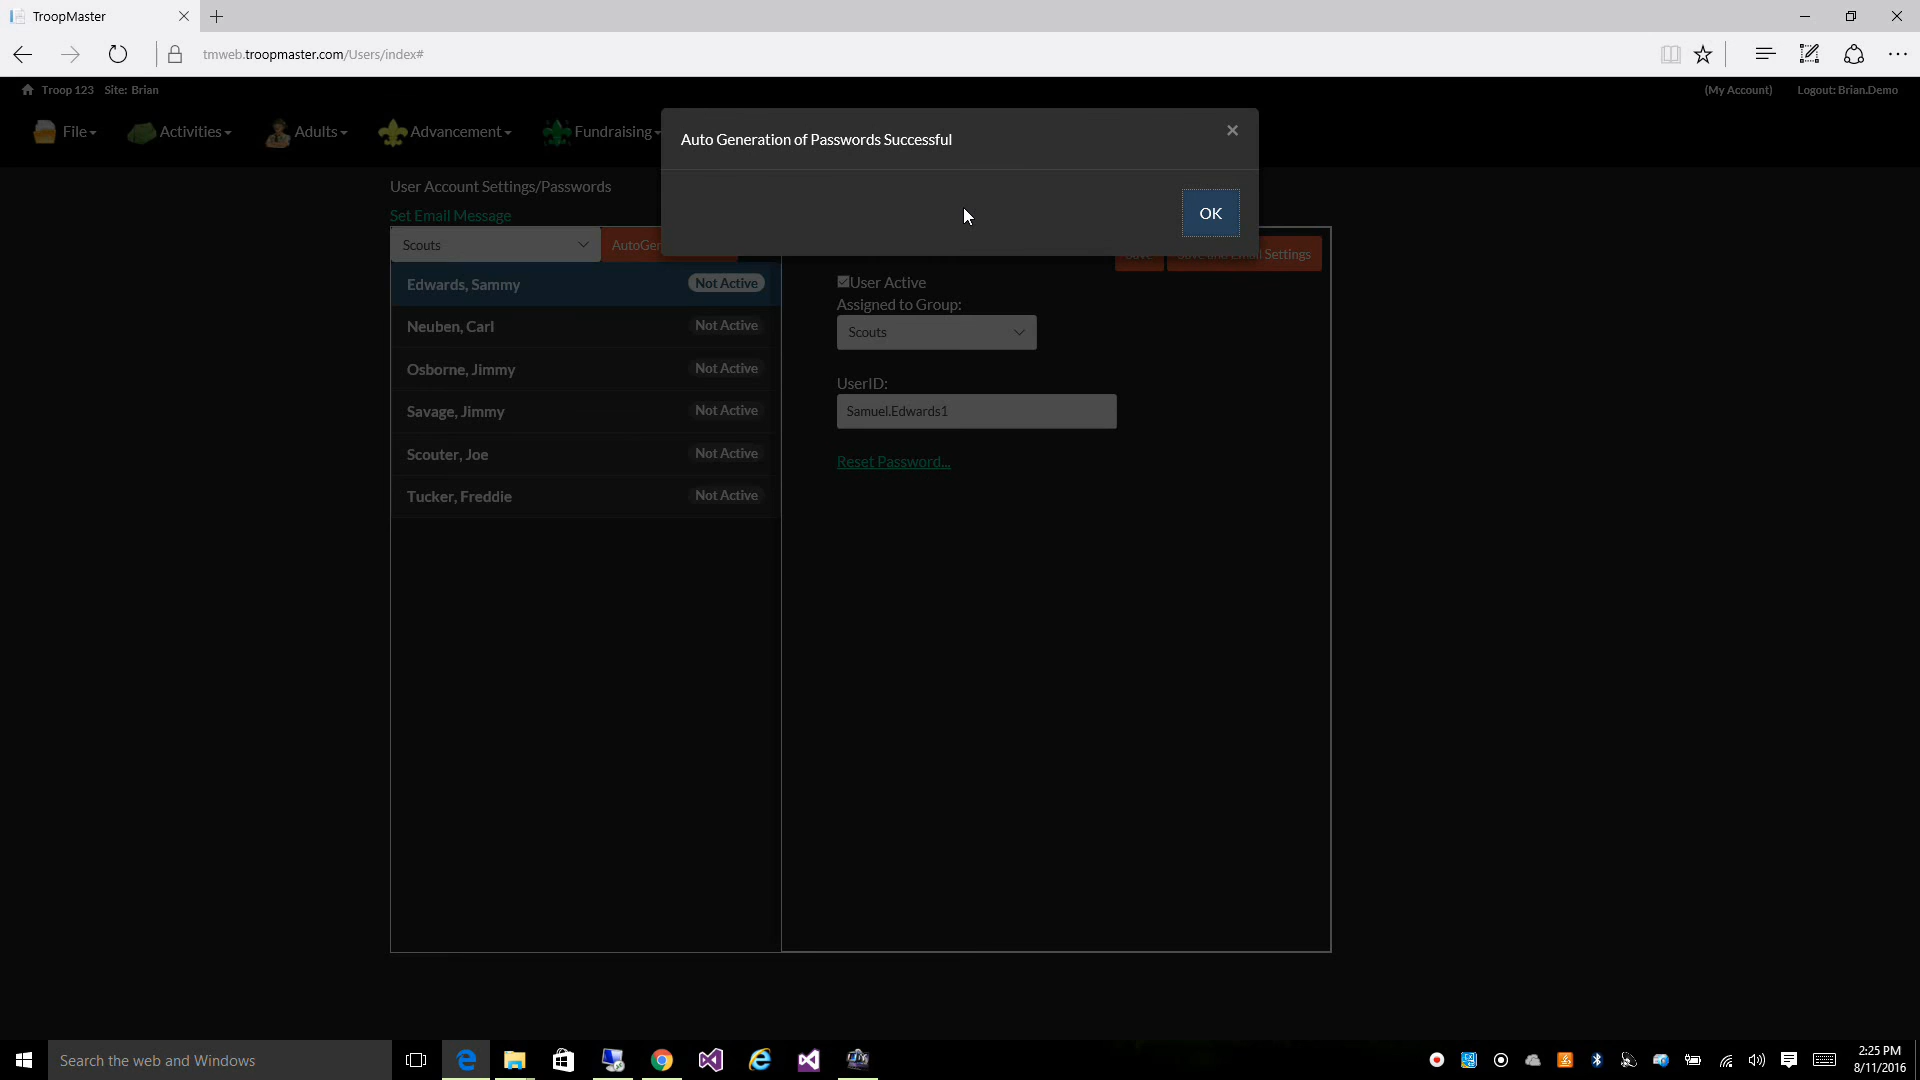 TroopMaster
tmweb.troopmaster.com/Users/index#
Troop 123 Site: Brian
(My Account) Logout: Brian.Demo
File Activities Adults Advancement Fundraising
Auto Generation of Passwords Successful
OK
User Account Settings/Passwords
Set Email Message
Scouts
Settings
Edwards, Sammy Not Active
Neuben, Carl Not Active
Osborne, Jimmy Not Active
Savage, Jimmy Not Active
Scouter, Joe Not Active
Tucker, Freddie Not Active
User Active
Assigned to Group:
Scouts
UserID:
Samuel.Edwards1
Reset Password...
Search the web and Windows
2:25 PM
8/11/2016